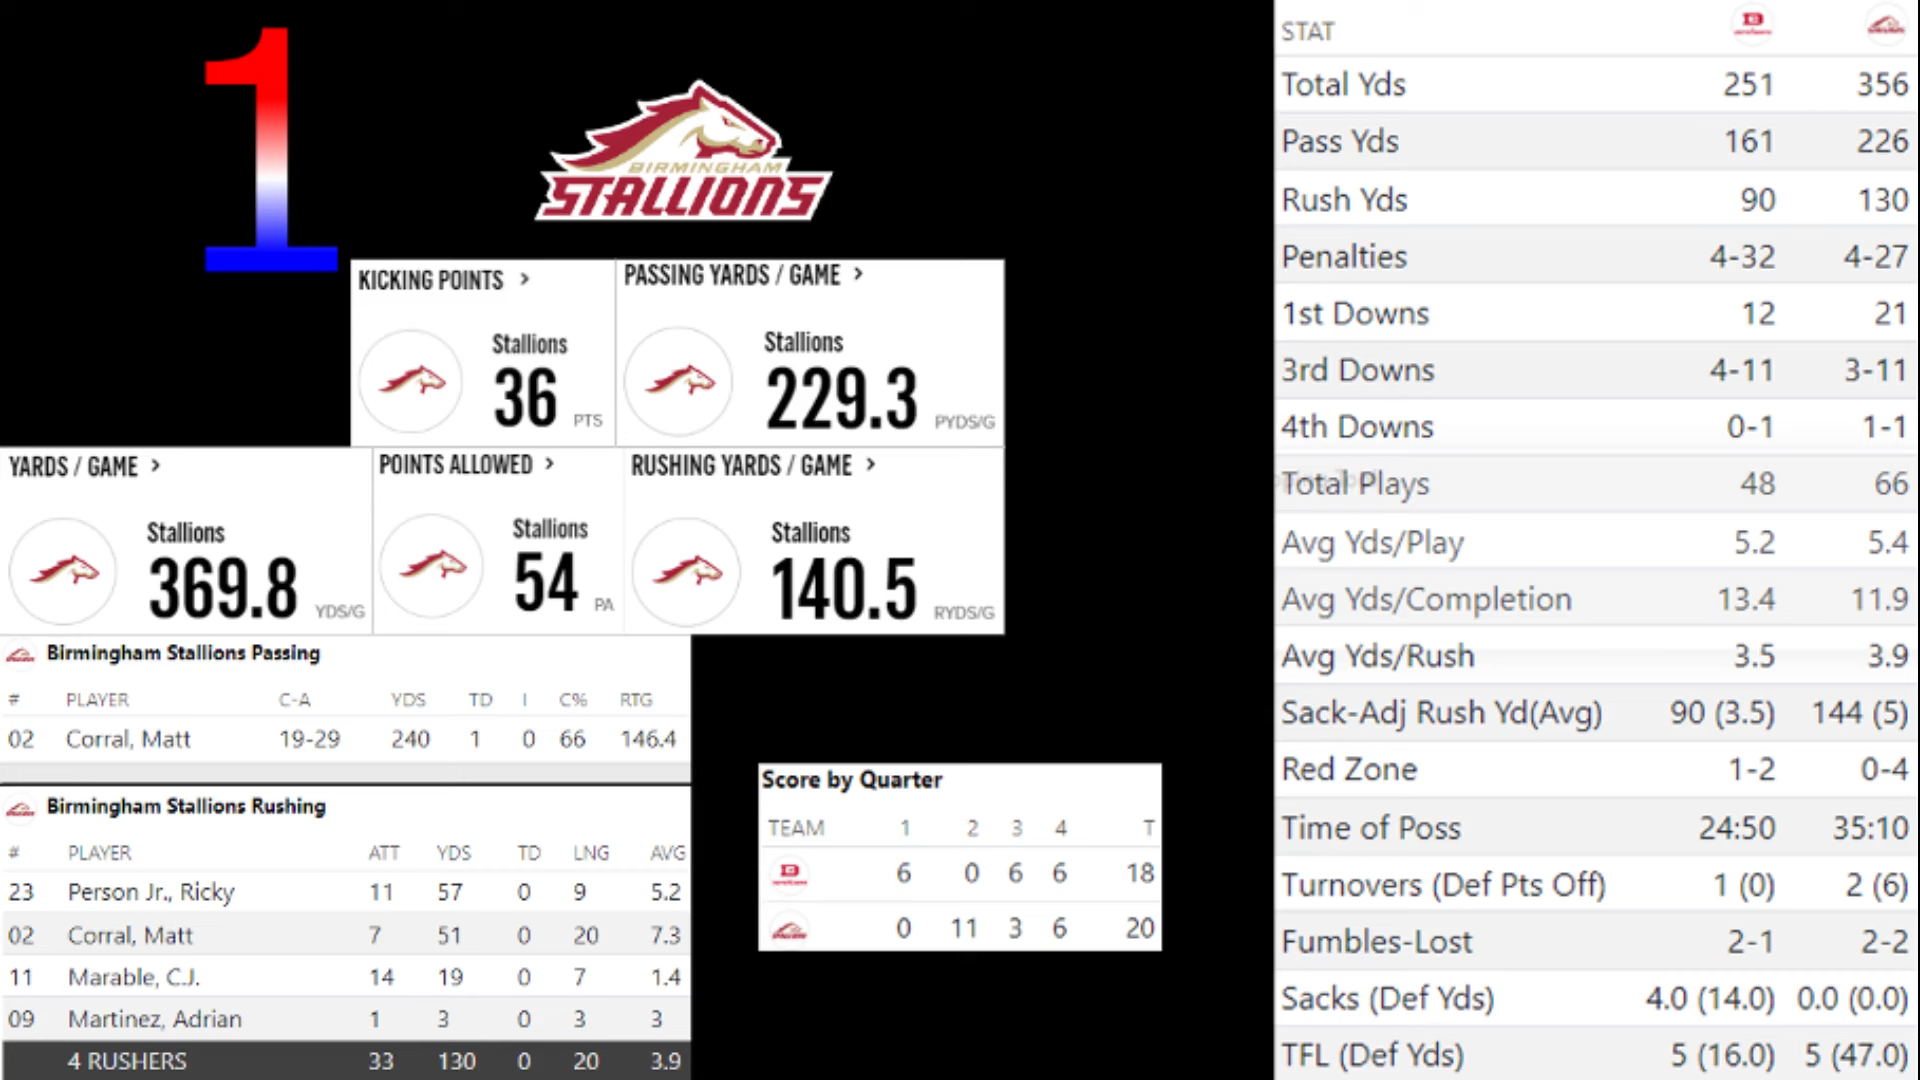 1
BIRMINGHAM
STALLIONS
KICKING POINTS >
Stallions
36 PTS
PASSING YARDS / GAME >
Stallions
229.3 PYDS/G
YARDS / GAME >
Stallions
369.8 YDS/G
POINTS ALLOWED >
Stallions
54 PA
RUSHING YARDS / GAME >
Stallions
140.5 RYDS/G
Birmingham Stallions Passing
# PLAYER C-A YDS TD I C% RTG
02 Corral, Matt 19-29 240 1 0 66 146.4
Birmingham Stallions Rushing
# PLAYER ATT YDS TD LNG AVG
23 Person Jr., Ricky 11 57 0 9 5.2
02 Corral, Matt 7 51 0 20 7.3
11 Marable, C.J. 14 19 0 7 1.4
09 Martinez, Adrian 1 3 0 3 3
4 RUSHERS 33 130 0 20 3.9
Score by Quarter
TEAM 1 2 3 4 T
6 0 6 6 18
0 11 3 6 20
STAT
Total Yds 251 356
Pass Yds 161 226
Rush Yds 90 130
Penalties 4-32 4-27
1st Downs 12 21
3rd Downs 4-11 3-11
4th Downs 0-1 1-1
Total Plays 48 66
Avg Yds/Play 5.2 5.4
Avg Yds/Completion 13.4 11.9
Avg Yds/Rush 3.5 3.9
Sack-Adj Rush Yd(Avg) 90 (3.5) 144 (5)
Red Zone 1-2 0-4
Time of Poss 24:50 35:10
Turnovers (Def Pts Off) 1 (0) 2 (6)
Fumbles-Lost 2-1 2-2
Sacks (Def Yds) 4.0 (14.0) 0.0 (0.0)
TFL (Def Yds) 5 (16.0) 5 (47.0)